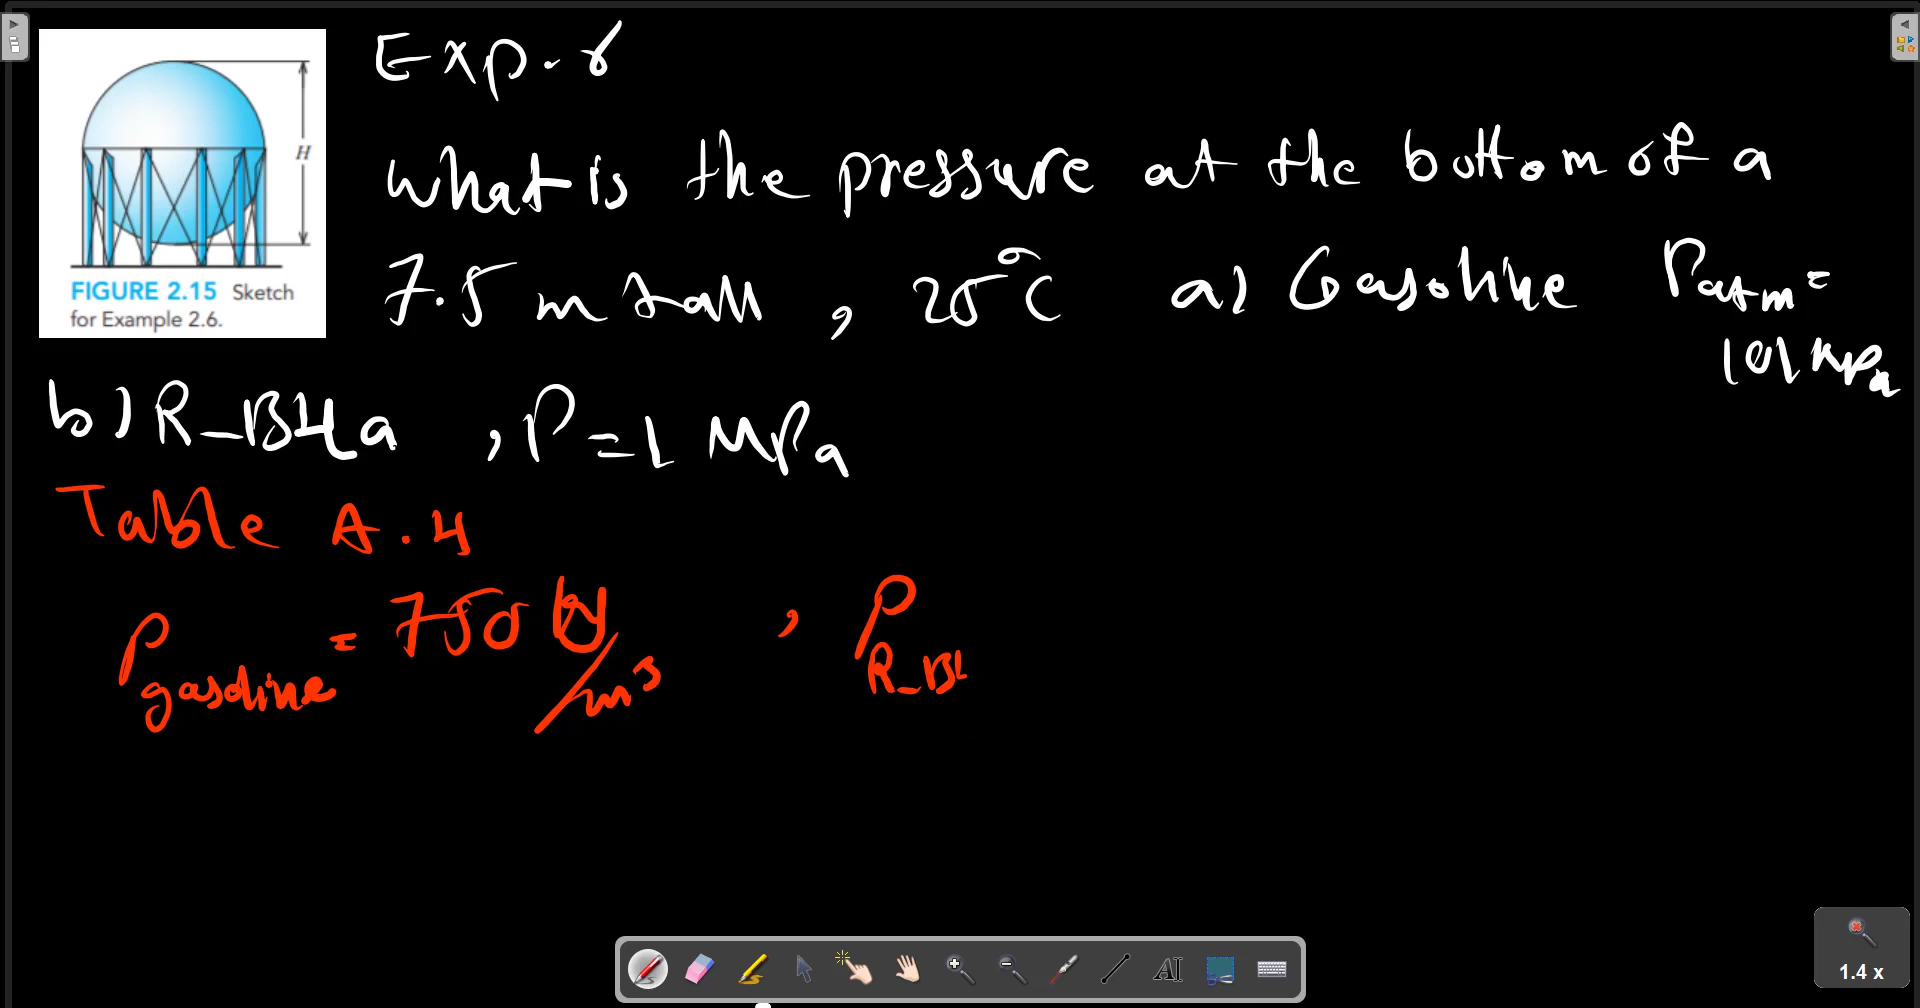 Exp. 6
What is the pressure at the bottom of a
H
7.5 m tall , 25°C a) Gasoline Patm =
101 kPa
FIGURE 2.15 Sketch
for Example 2.6.
b) R_134a , P = 1 MPa
Table A.4
ρgasoline = 750 kg/m³ , ρR_13
1.4 x